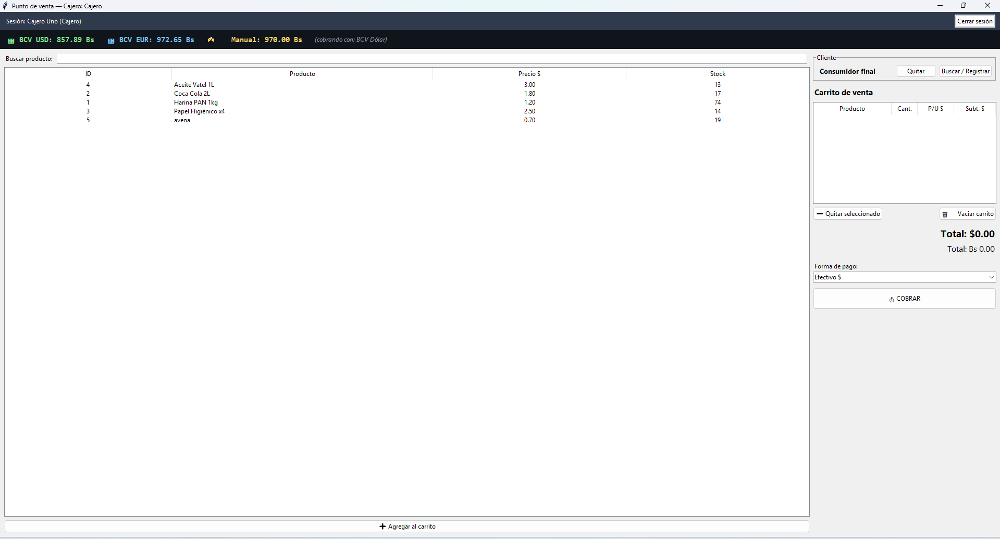 Punto de venta — Cajero: Cajero
Sesión: Cajero Uno (Cajero)
Cerrar sesión
BCV USD: 857.89 Bs
BCV EUR: 972.65 Bs
Manual: 970.00 Bs
(cobrando con: BCV Dólar)
Buscar producto:
ID Producto Precio $ Stock
4 Aceite Vatel 1L 3.00 13
2 Coca Cola 2L 1.80 17
1 Harina PAN 1kg 1.20 74
3 Papel Higiénico x4 2.50 14
5 avena 0.70 19
Agregar al carrito
Cliente
Consumidor final
Quitar
Buscar / Registrar
Carrito de venta
Producto Cant. P/U $ Subt. $
Quitar seleccionado
Vaciar carrito
Total: $0.00
Total: Bs 0.00
Forma de pago:
Efectivo $
COBRAR